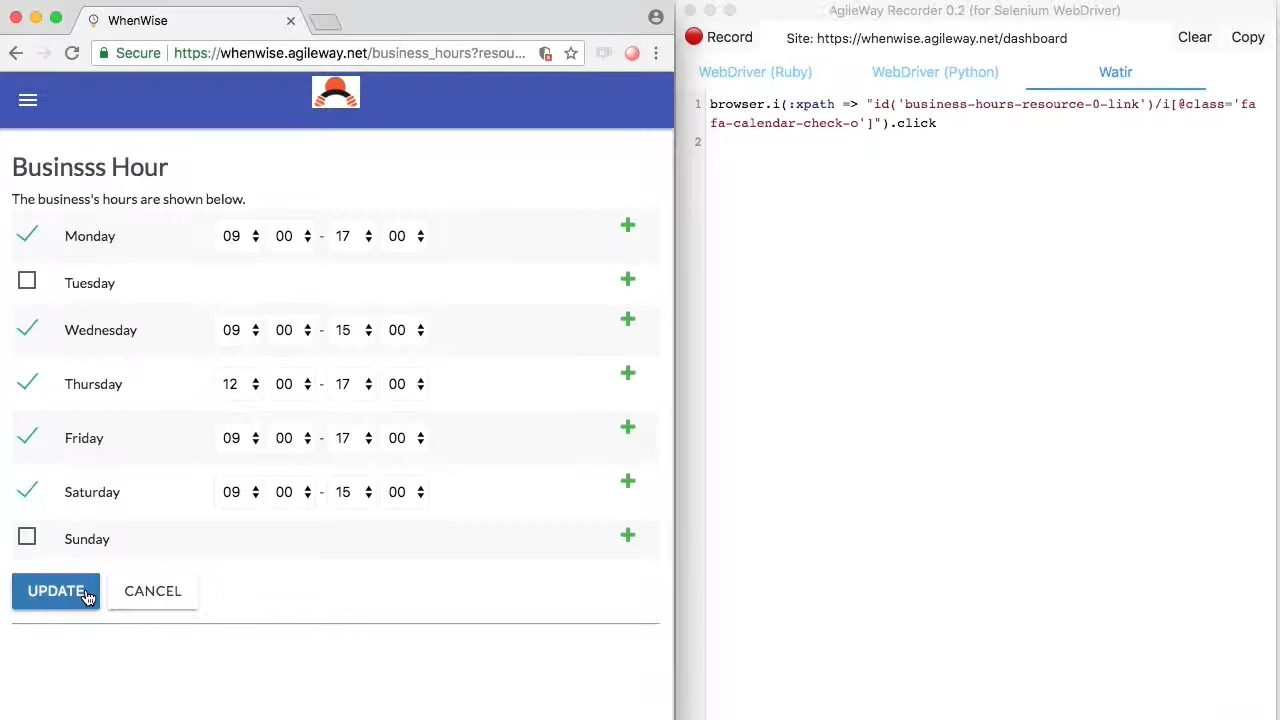 WhenWise
Secure https://whenwise.agileway.net/business_hours?resou...
Businsss Hour
The business's hours are shown below.
Monday 09 00 - 17 00
Tuesday
Wednesday 09 00 - 15 00
Thursday 12 00 - 17 00
Friday 09 00 - 17 00
Saturday 09 00 - 15 00
Sunday
UPDATE CANCEL
AgileWay Recorder 0.2 (for Selenium WebDriver)
Record Site: https://whenwise.agileway.net/dashboard Clear Copy
WebDriver (Ruby) WebDriver (Python) Watir
1 browser.i(:xpath => "id('business-hours-resource-0-link')/i[@class='fa
fa-calendar-check-o']").click
2